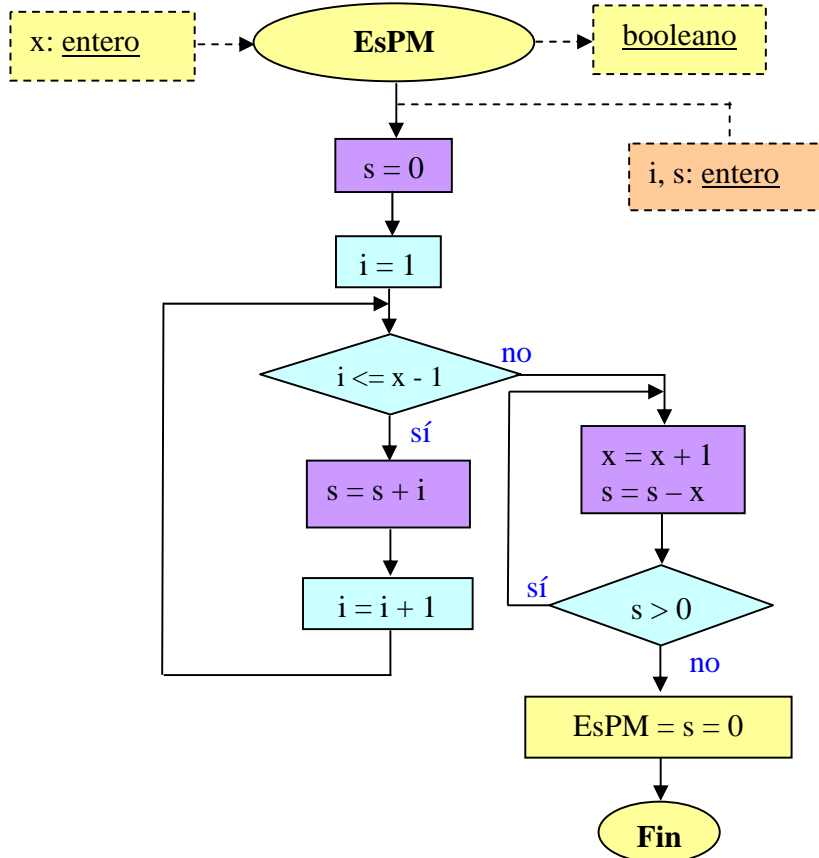 x: entero
EsPM
booleano
i, s: entero
s = 0
i = 1
i <= x - 1
no
sí
s = s + i
i = i + 1
x = x + 1
s = s – x
sí
s > 0
no
EsPM = s = 0
Fin